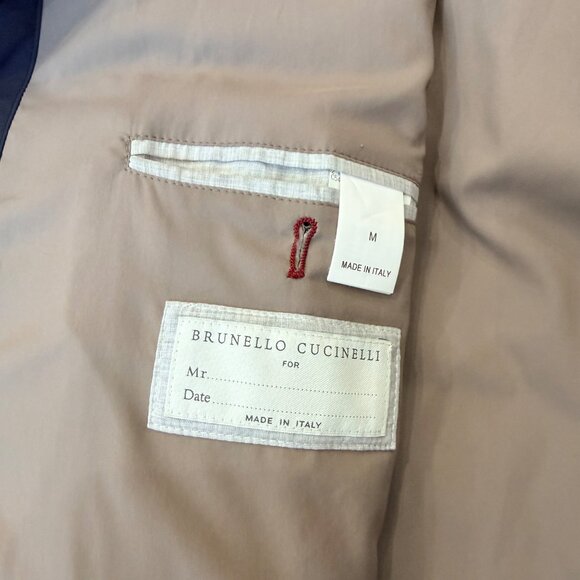 M
MADE IN ITALY
BRUNELLO CUCINELLI
FOR
Mr.
Date
MADE IN ITALY